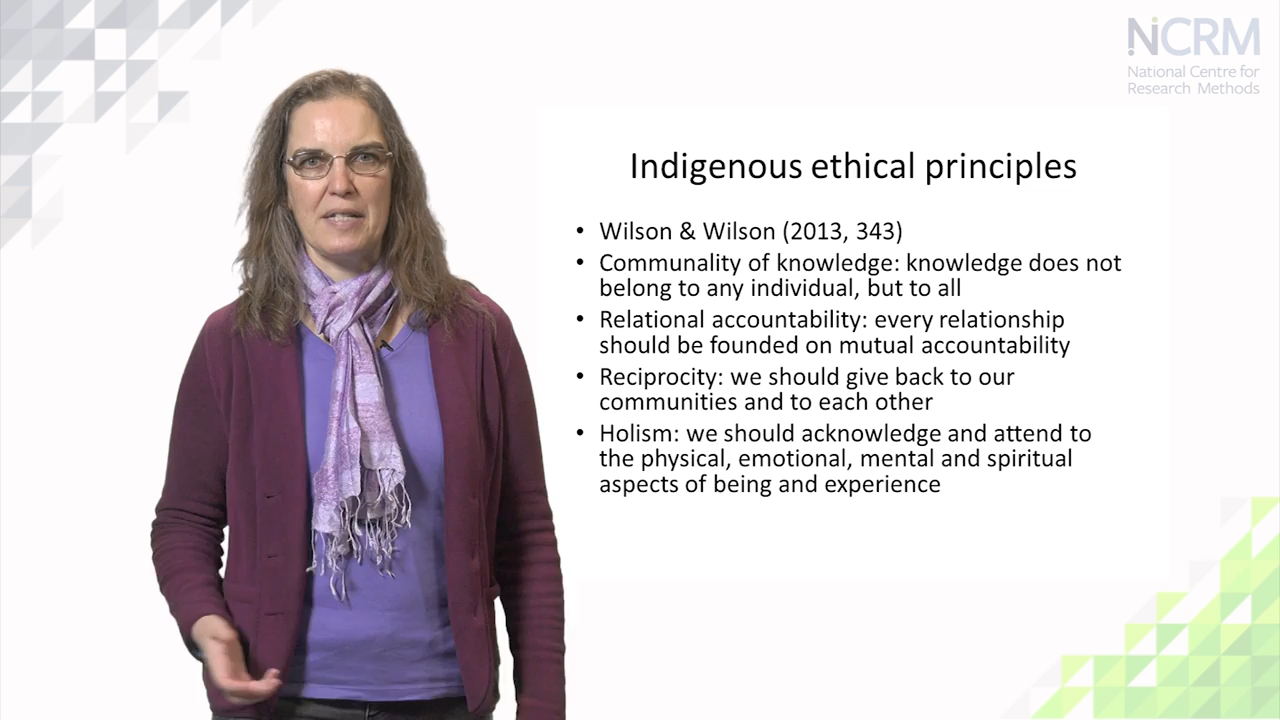 NCRM
National Centre for
Research Methods
Indigenous ethical principles
• Wilson & Wilson (2013, 343)
• Communality of knowledge: knowledge does not
belong to any individual, but to all
• Relational accountability: every relationship
should be founded on mutual accountability
• Reciprocity: we should give back to our
communities and to each other
• Holism: we should acknowledge and attend to
the physical, emotional, mental and spiritual
aspects of being and experience